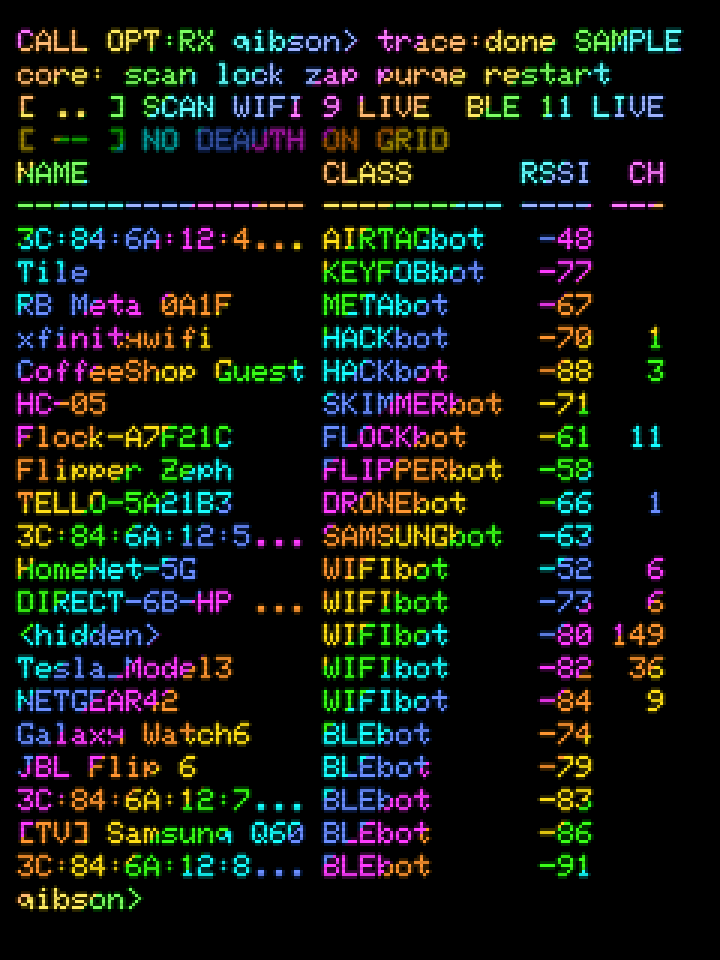 CALL OPT:RX gibson> trace:done SAMPLE
core: scan lock zap purge restart
[ .. ] SCAN WIFI 9 LIVE  BLE 11 LIVE
[ -- ] NO DEAUTH ON GRID
NAME CLASS RSSI CH
---------------- ---------- ---- ---
3C:84:6A:12:4... AIRTAGbot -48
Tile KEYFOBbot -77
RB Meta 0A1F METAbot -67
xfinitywifi HACKbot -70 1
CoffeeShop Guest HACKbot -88 3
HC-05 SKIMMERbot -71
Flock-A7F21C FLOCKbot -61 11
Flipper Zeph FLIPPERbot -58
TELLO-5A21B3 DRONEbot -66 1
3C:84:6A:12:5... SAMSUNGbot -63
HomeNet-5G WIFIbot -52 6
DIRECT-6B-HP ... WIFIbot -73 6
<hidden> WIFIbot -80 149
Tesla_Model3 WIFIbot -82 36
NETGEAR42 WIFIbot -84 9
Galaxy Watch6 BLEbot -74
JBL Flip 6 BLEbot -79
3C:84:6A:12:7... BLEbot -83
[TV] Samsung Q60 BLEbot -86
3C:84:6A:12:8... BLEbot -91
gibson>